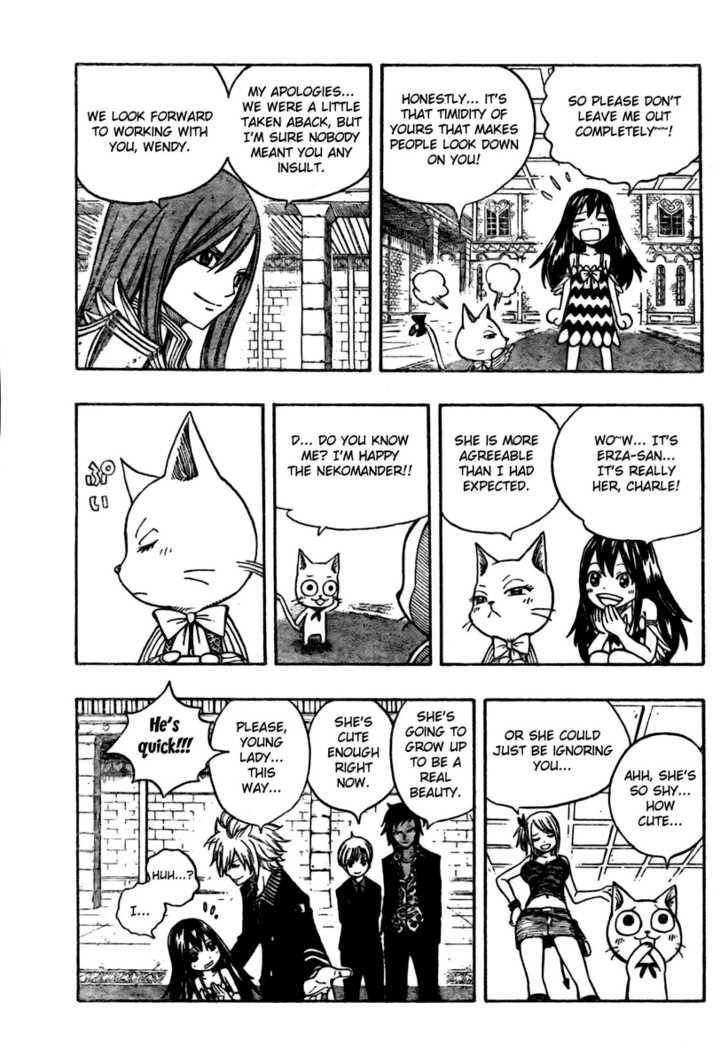 SO PLEASE DON'T
LEAVE ME OUT
COMPLETELY~~!
HONESTLY... IT'S
THAT TIMIDITY OF
YOURS THAT MAKES
PEOPLE LOOK DOWN
ON YOU!
MY APOLOGIES...
WE WERE A LITTLE
TAKEN ABACK, BUT
I'M SURE NOBODY
MEANT YOU ANY
INSULT.
WE LOOK FORWARD
TO WORKING WITH
YOU, WENDY.
WO~W... IT'S
ERZA-SAN...
IT'S REALLY
HER, CHARLE!
SHE IS MORE
AGREEABLE
THAN I HAD
EXPECTED.
D... DO YOU KNOW
ME? I'M HAPPY
THE NEKOMANDER!!
ぷい
AHH, SHE'S
SO SHY...
HOW
CUTE...
OR SHE COULD
JUST BE IGNORING
YOU...
SHE'S
GOING TO
GROW UP
TO BE A
REAL
BEAUTY.
SHE'S
CUTE
ENOUGH
RIGHT
NOW.
PLEASE,
YOUNG
LADY...
THIS
WAY...
He's
quick!!!
HUH...?
I...